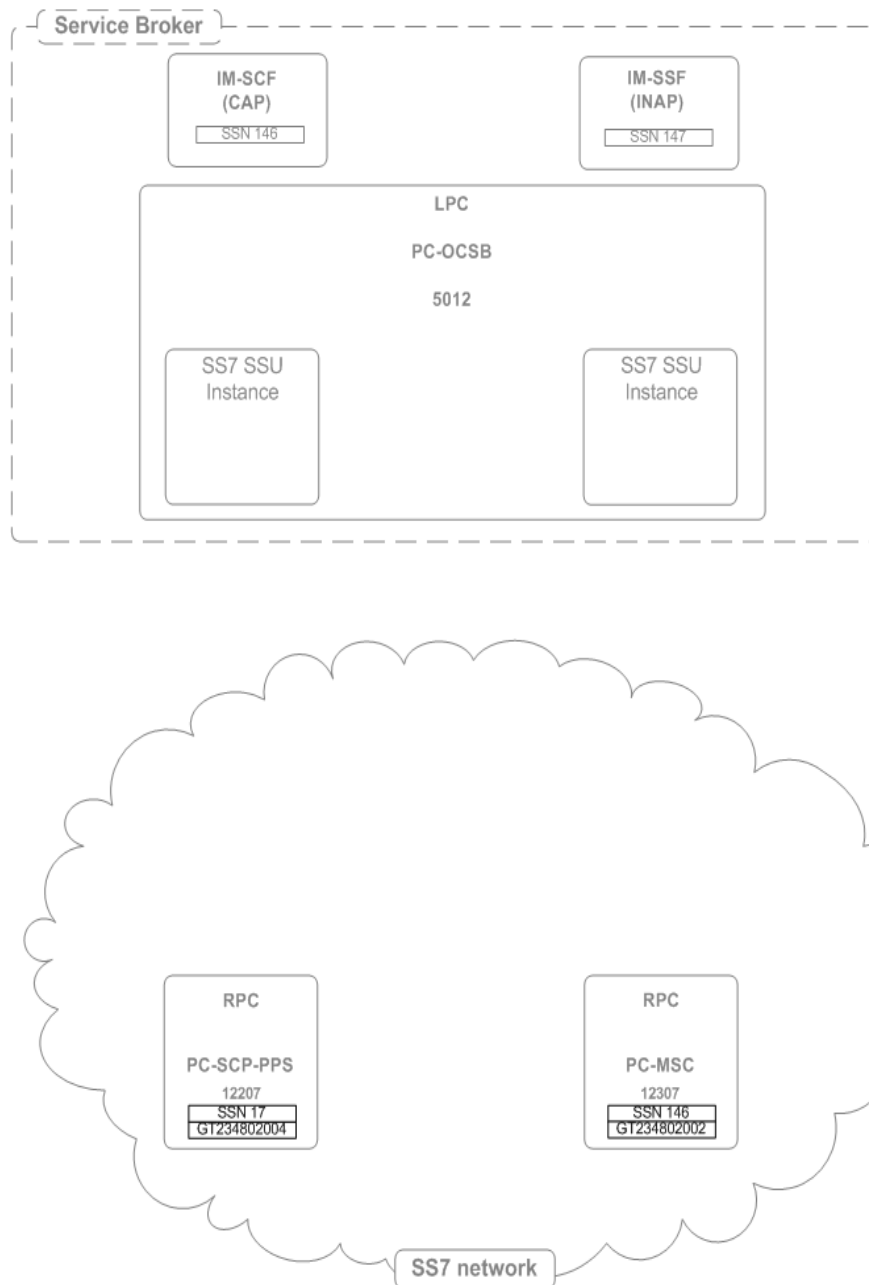 Service Broker
IM-SCF
(CAP)
SSN 146
IM-SSF
(INAP)
SSN 147
LPC
PC-OCSB
5012
SS7 SSU
Instance
SS7 SSU
Instance
RPC
PC-SCP-PPS
12207
SSN 17
GT234802004
RPC
PC-MSC
12307
SSN 146
GT234802002
SS7 network